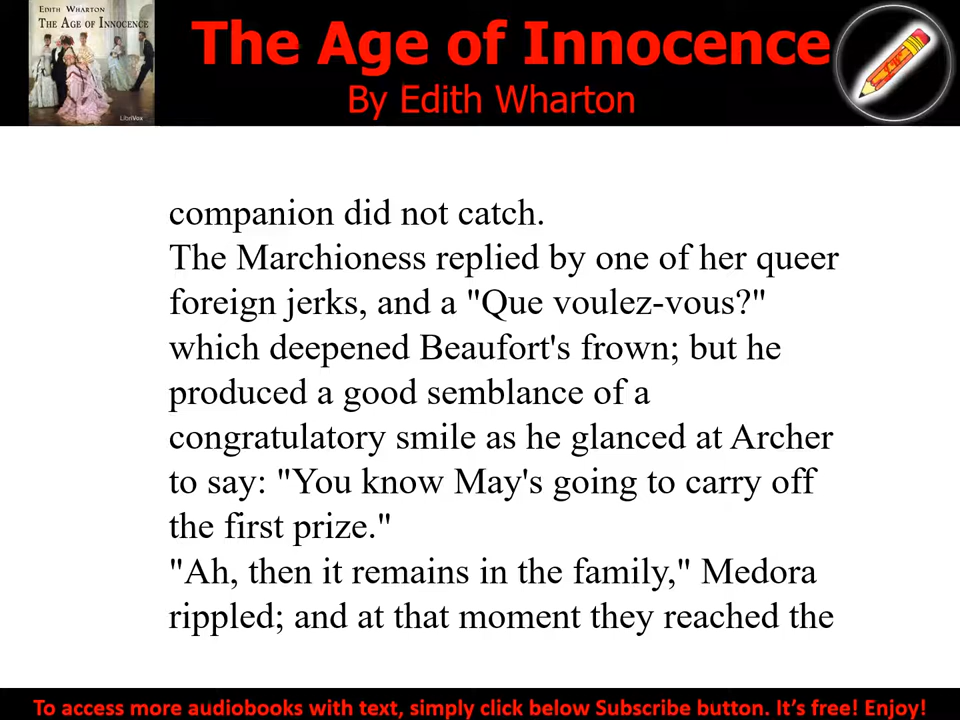 EDITH WHARTON
THE AGE OF INNOCENCE
LibriVox
The Age of Innocence
By Edith Wharton
companion did not catch.
The Marchioness replied by one of her queer
foreign jerks, and a "Que voulez-vous?"
which deepened Beaufort's frown; but he
produced a good semblance of a
congratulatory smile as he glanced at Archer
to say: "You know May's going to carry off
the first prize."
"Ah, then it remains in the family," Medora
rippled; and at that moment they reached the
To access more audiobooks with text, simply click below Subscribe button. It's free! Enjoy!